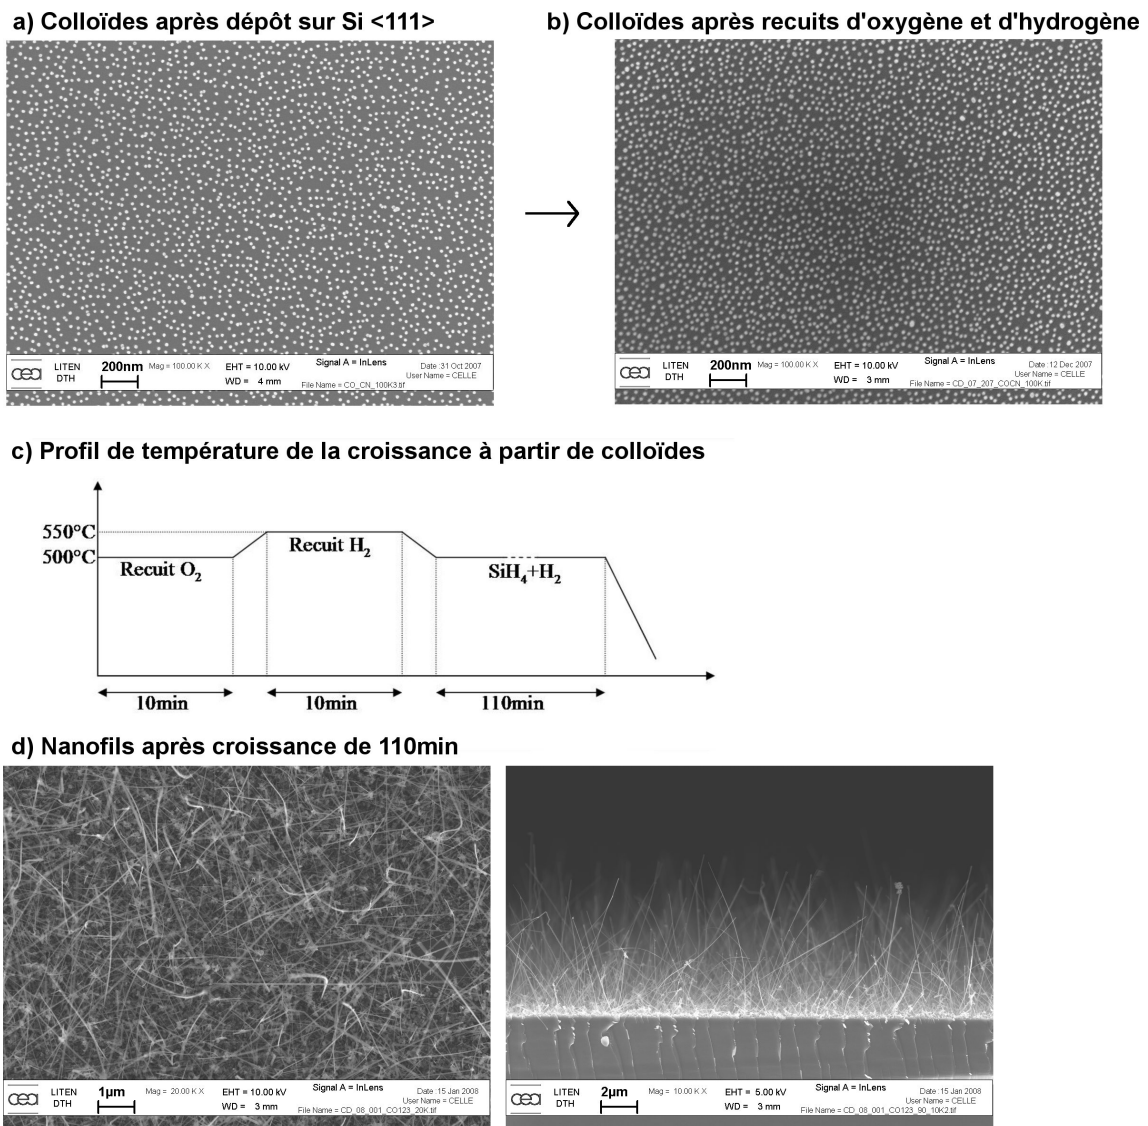 a) Colloïdes après dépôt sur Si <111>
b) Colloïdes après recuits d'oxygène et d'hydrogène
cea
LITEN
DTH
200nm
Mag = 100.00 K X
EHT = 10.00 kV
WD = 4 mm
Signal A = InLens
Date :31 Oct 2007
User Name = CELLE
File Name = CO_CN_100K3.tif
cea
LITEN
DTH
200nm
Mag = 100.00 K X
EHT = 10.00 kV
WD = 3 mm
Signal A = InLens
Date :12 Dec 2007
User Name = CELLE
File Name = CD_07_207_COCN_100K.tif
c) Profil de température de la croissance à partir de colloïdes
550°C
500°C
Recuit O2
Recuit H2
SiH4+H2
10min
10min
110min
d) Nanofils après croissance de 110min
cea
LITEN
DTH
1µm
Mag = 20.00 K X
EHT = 10.00 kV
WD = 3 mm
Signal A = InLens
Date :15 Jan 2008
User Name = CELLE
File Name = CD_08_001_CO123_20K.tif
cea
LITEN
DTH
2µm
Mag = 10.00 K X
EHT = 5.00 kV
WD = 3 mm
Signal A = InLens
Date :15 Jan 2008
User Name = CELLE
File Name = CD_08_001_CO123_90_10K2.tif